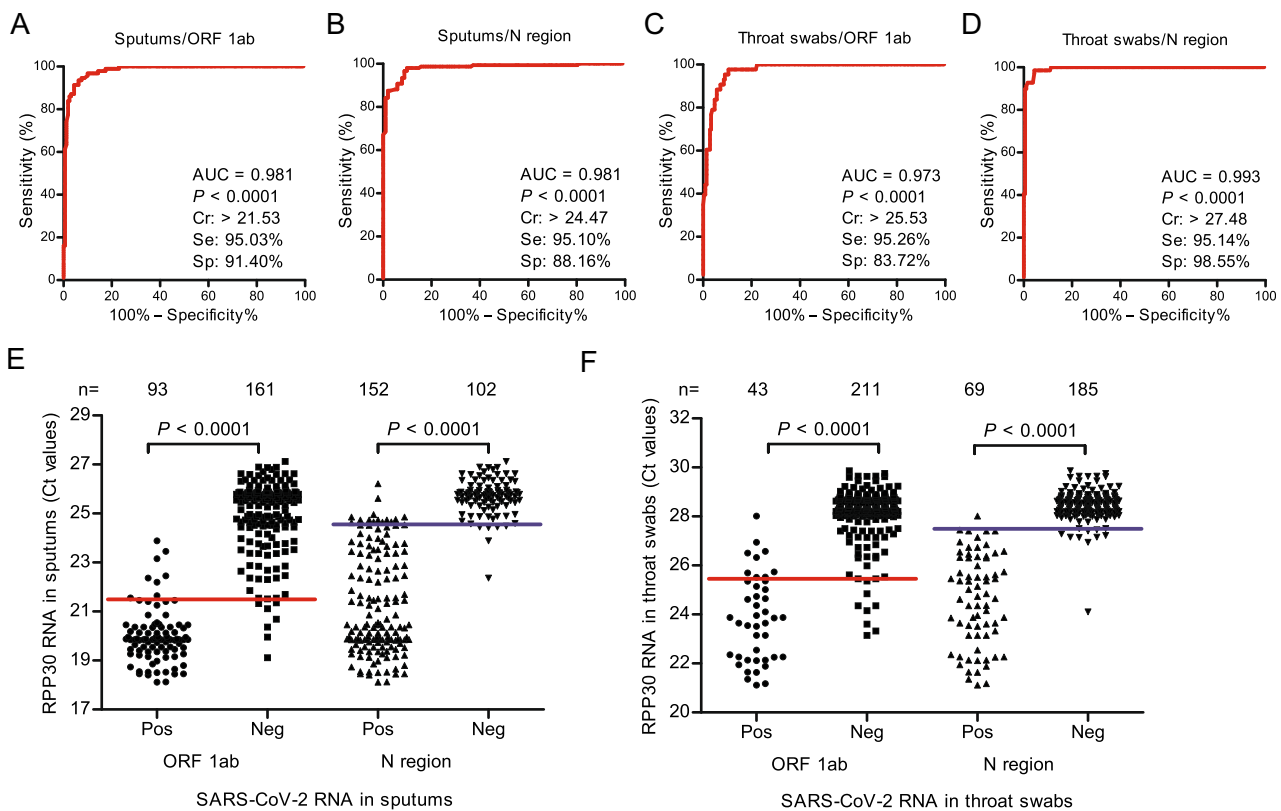 A
Sputums/ORF 1ab
Sensitivity (%)
100
80
60
40
20
0
AUC = 0.981
P < 0.0001
Cr: > 21.53
Se: 95.03%
Sp: 91.40%
0 20 40 60 80 100
100% – Specificity%
B
Sputums/N region
Sensitivity (%)
100
80
60
40
20
0
AUC = 0.981
P < 0.0001
Cr: > 24.47
Se: 95.10%
Sp: 88.16%
0 20 40 60 80 100
100% – Specificity%
C
Throat swabs/ORF 1ab
Sensitivity (%)
100
80
60
40
20
0
AUC = 0.973
P < 0.0001
Cr: > 25.53
Se: 95.26%
Sp: 83.72%
0 20 40 60 80 100
100% – Specificity%
D
Throat swabs/N region
Sensitivity (%)
100
80
60
40
20
0
AUC = 0.993
P < 0.0001
Cr: > 27.48
Se: 95.14%
Sp: 98.55%
0 20 40 60 80 100
100% – Specificity%
E
n= 93 161 152 102
RPP30 RNA in sputums (Ct values)
29
27
25
23
21
19
17
P < 0.0001
P < 0.0001
Pos Neg Pos Neg
ORF 1ab N region
SARS-CoV-2 RNA in sputums
F
n= 43 211 69 185
RPP30 RNA in throat swabs (Ct values)
32
30
28
26
24
22
20
P < 0.0001
P < 0.0001
Pos Neg Pos Neg
ORF 1ab N region
SARS-CoV-2 RNA in throat swabs